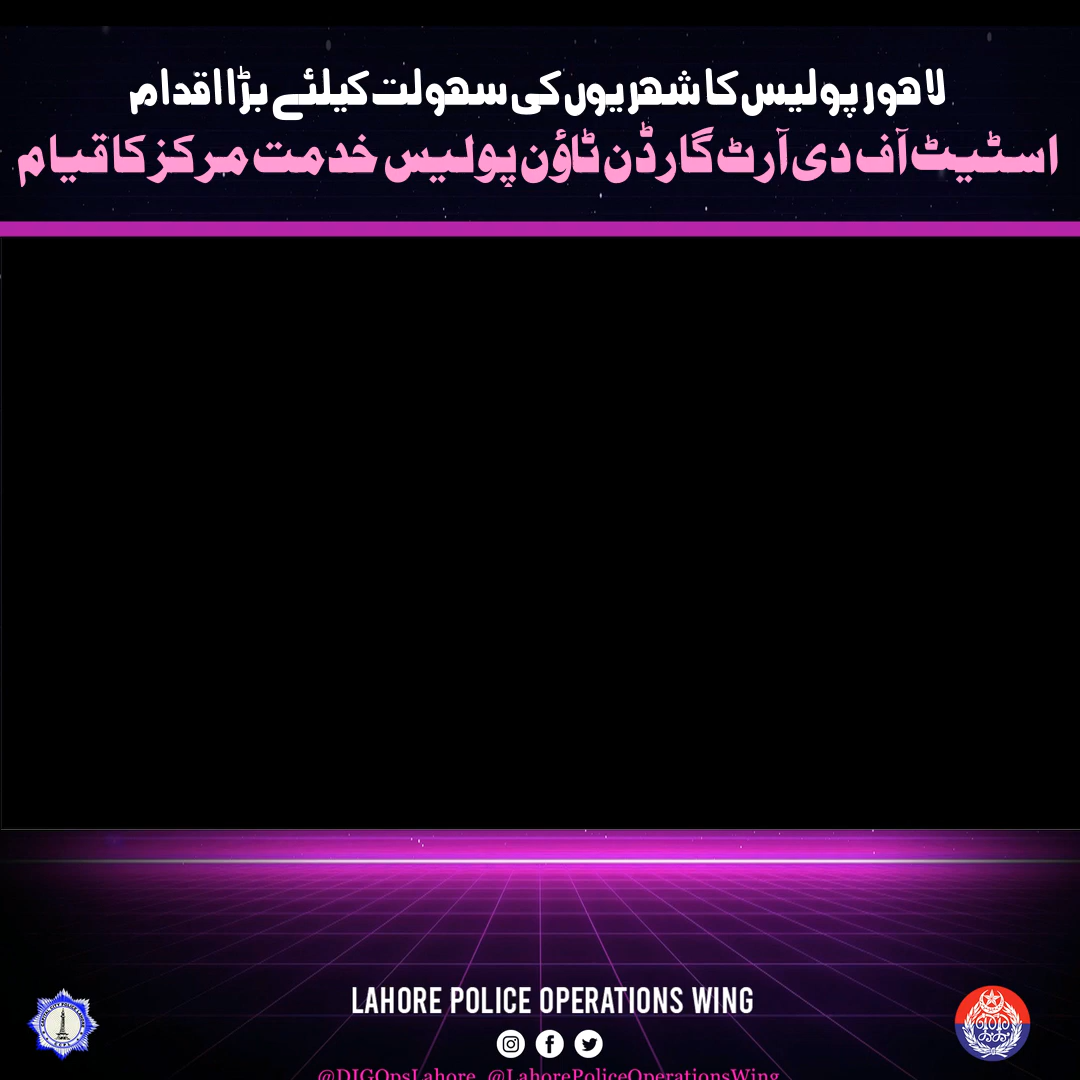 لاہور پولیس کا شہریوں کی سہولت کیلئے بڑا اقدام
اسٹیٹ آف دی آرٹ گارڈن ٹاؤن پولیس خدمت مرکز کا قیام
LAHORE POLICE OPERATIONS WING
@DIGOpsLahore @LahorePoliceOperationsWing